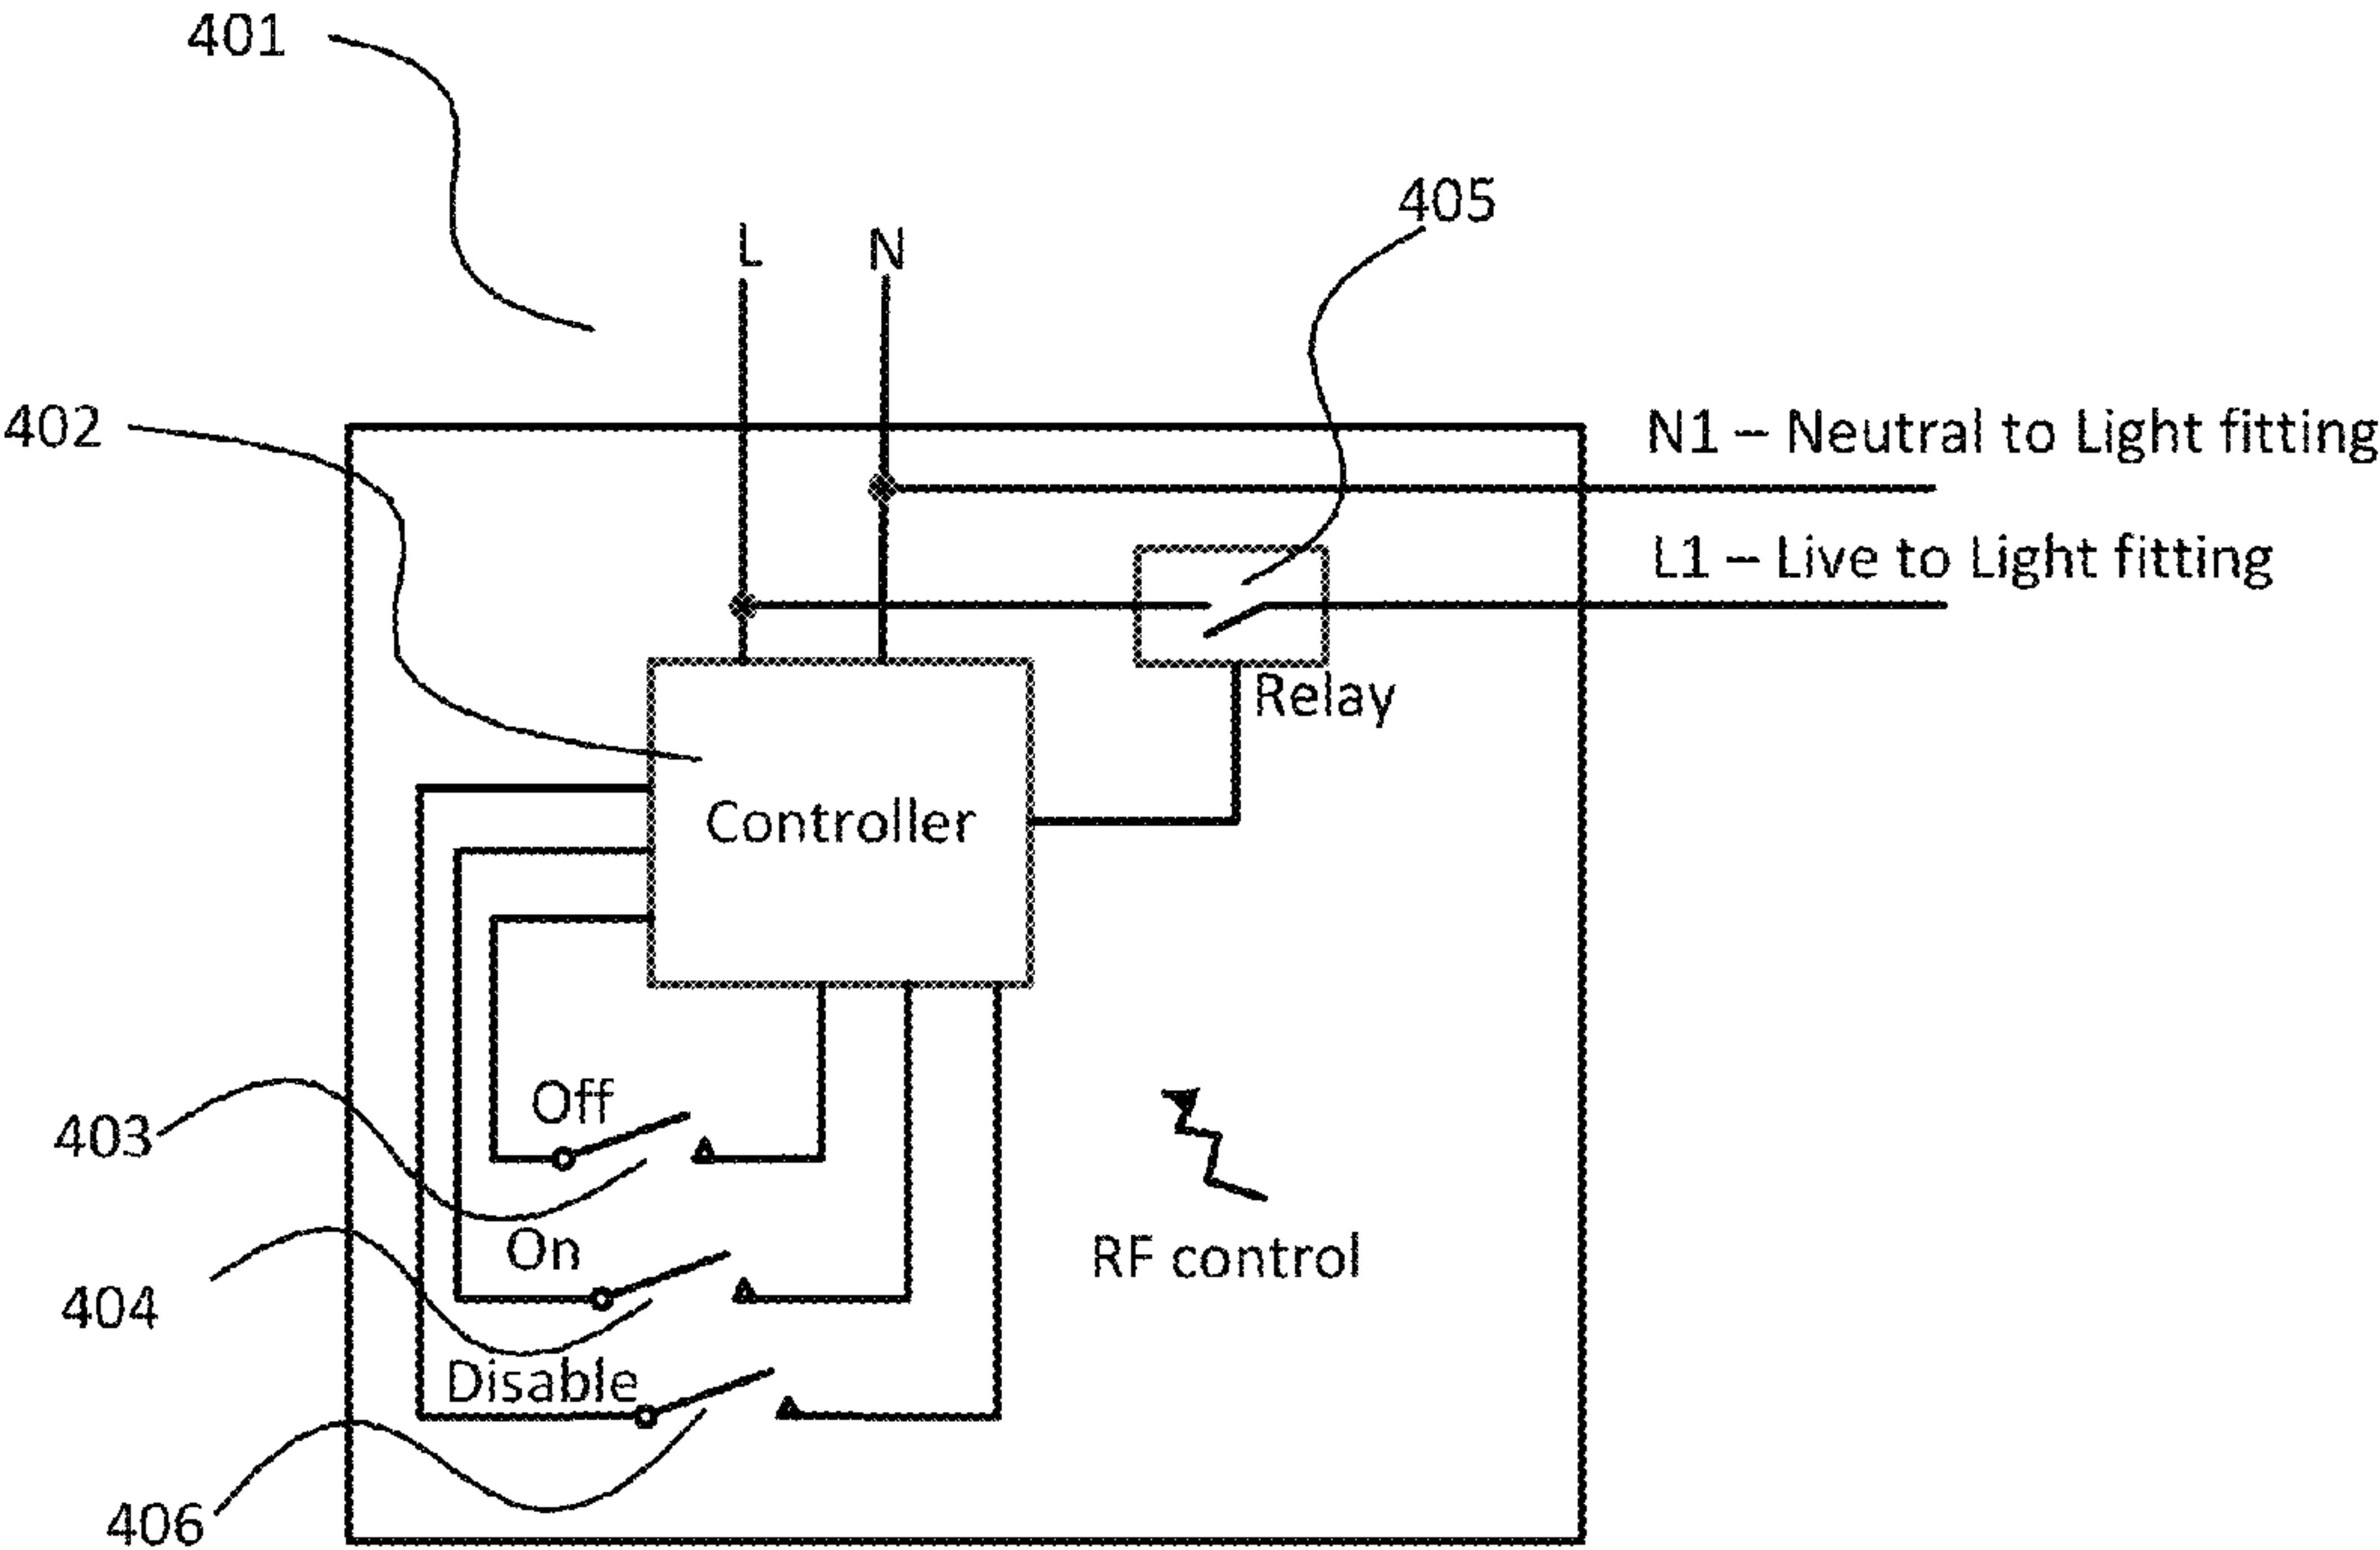 401
405
L
N
402
N1 – Neutral to Light fitting
L1 – Live to Light fitting
Relay
Controller
Off
403
On
RF control
404
Disable
406